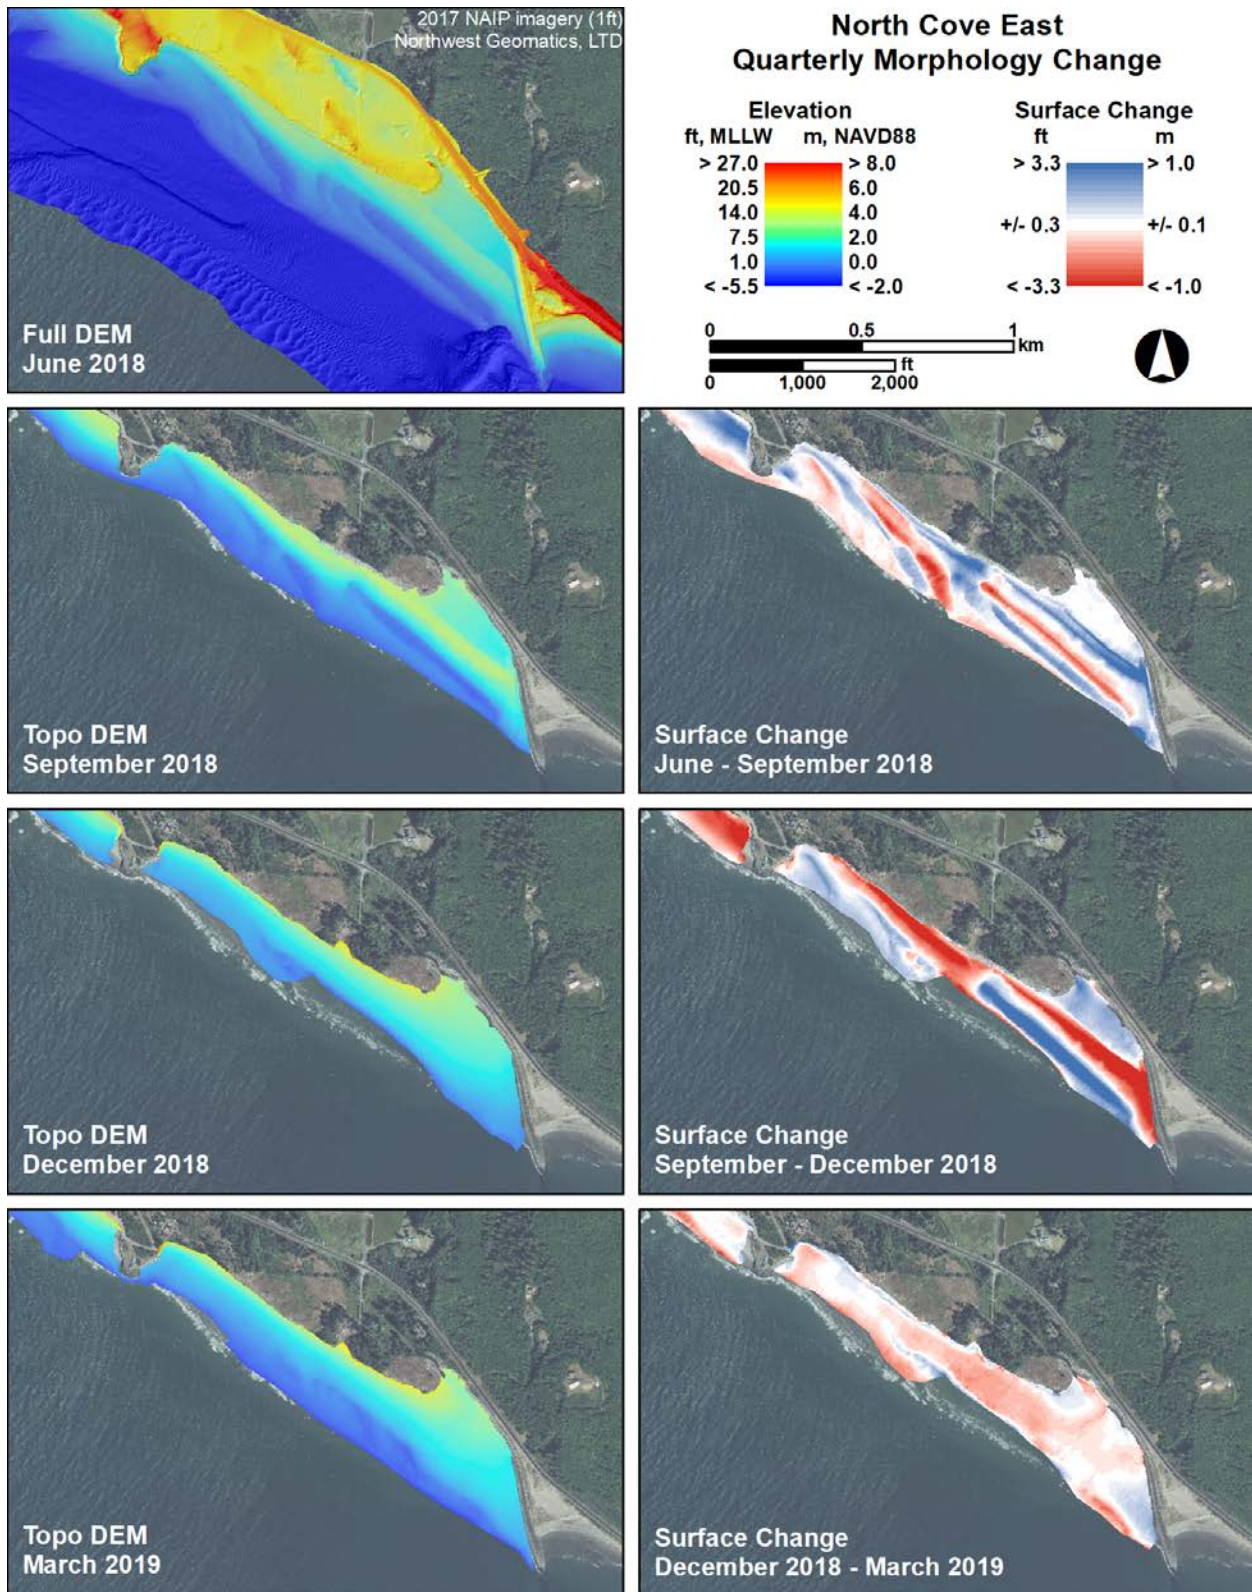 2017 NAIP imagery (1ft)
Northwest Geomatics, LTD
Full DEM
June 2018
North Cove East
Quarterly Morphology Change
Elevation
ft, MLLW m, NAVD88
> 27.0 > 8.0
20.5 6.0
14.0 4.0
7.5 2.0
1.0 0.0
< -5.5 < -2.0
Surface Change
ft m
> 3.3 > 1.0
+/- 0.3 +/- 0.1
< -3.3 < -1.0
0 0.5 1
km
ft
0 1,000 2,000
Topo DEM
September 2018
Surface Change
June - September 2018
Topo DEM
December 2018
Surface Change
September - December 2018
Topo DEM
March 2019
Surface Change
December 2018 - March 2019